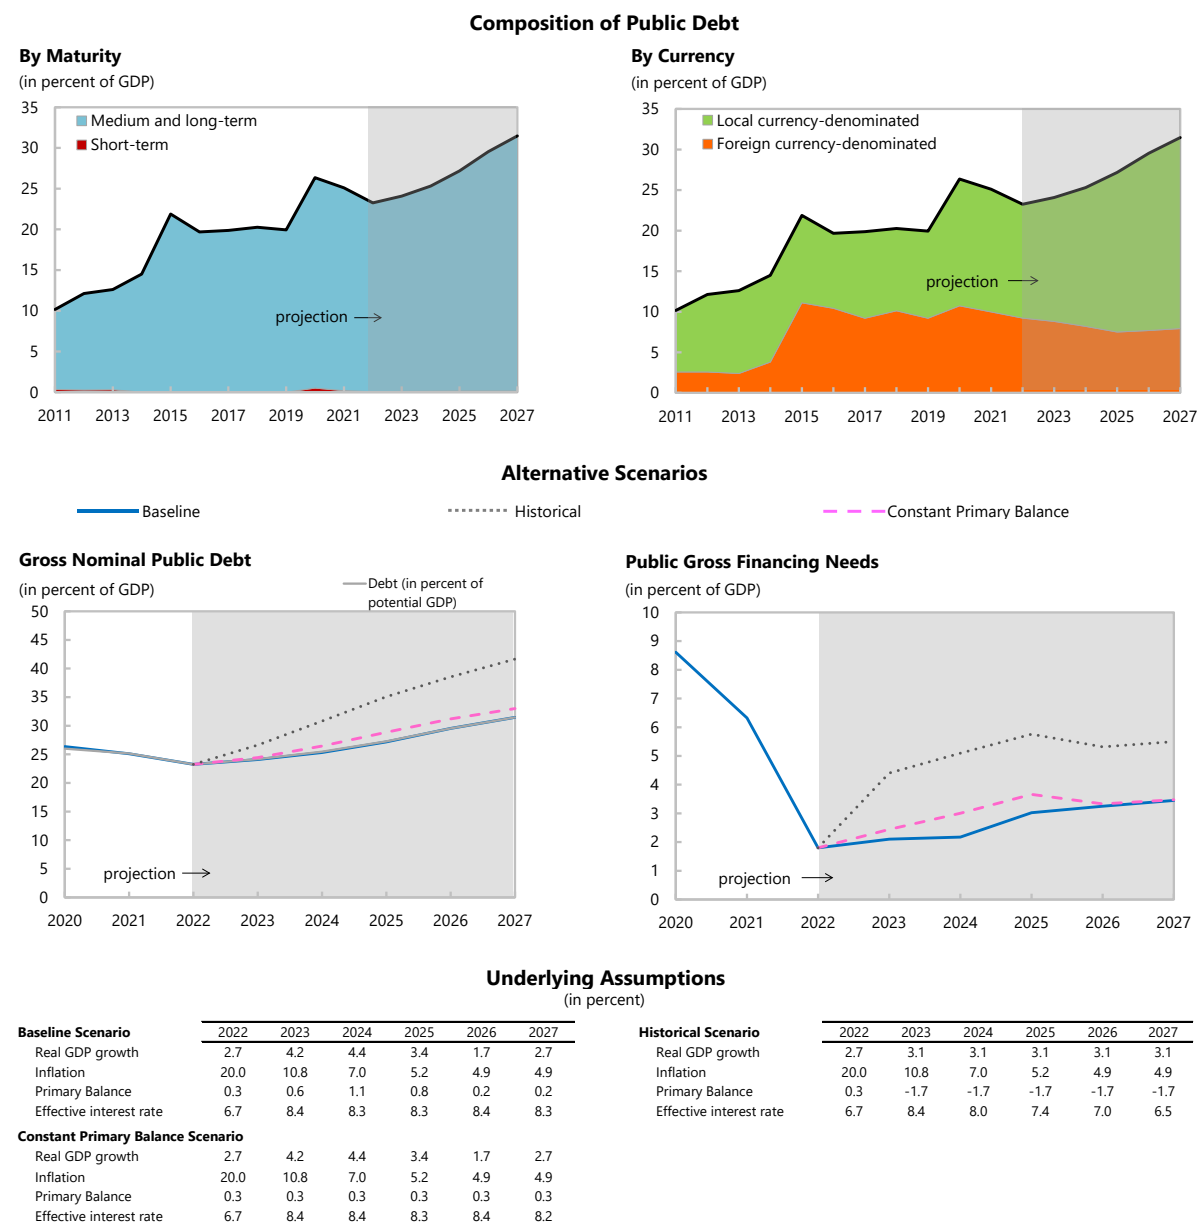 Composition of Public Debt
By Maturity
(in percent of GDP)
35
30
25
20
15
10
5
0
Medium and long-term
Short-term
projection
2011 2013 2015 2017 2019 2021 2023 2025 2027
By Currency
(in percent of GDP)
35
30
25
20
15
10
5
0
Local currency-denominated
Foreign currency-denominated
projection
2011 2013 2015 2017 2019 2021 2023 2025 2027
Alternative Scenarios
Baseline Historical Constant Primary Balance
Gross Nominal Public Debt
(in percent of GDP)
Debt (in percent of
potential GDP)
50
45
40
35
30
25
20
15
10
5
0
projection
2020 2021 2022 2023 2024 2025 2026 2027
Public Gross Financing Needs
(in percent of GDP)
10
9
8
7
6
5
4
3
2
1
0
projection
2020 2021 2022 2023 2024 2025 2026 2027
Underlying Assumptions
(in percent)
Baseline Scenario 2022 2023 2024 2025 2026 2027
Real GDP growth 2.7 4.2 4.4 3.4 1.7 2.7
Inflation 20.0 10.8 7.0 5.2 4.9 4.9
Primary Balance 0.3 0.6 1.1 0.8 0.2 0.2
Effective interest rate 6.7 8.4 8.3 8.3 8.4 8.3
Constant Primary Balance Scenario
Real GDP growth 2.7 4.2 4.4 3.4 1.7 2.7
Inflation 20.0 10.8 7.0 5.2 4.9 4.9
Primary Balance 0.3 0.3 0.3 0.3 0.3 0.3
Effective interest rate 6.7 8.4 8.4 8.3 8.4 8.2
Historical Scenario 2022 2023 2024 2025 2026 2027
Real GDP growth 2.7 3.1 3.1 3.1 3.1 3.1
Inflation 20.0 10.8 7.0 5.2 4.9 4.9
Primary Balance 0.3 -1.7 -1.7 -1.7 -1.7 -1.7
Effective interest rate 6.7 8.4 8.0 7.4 7.0 6.5